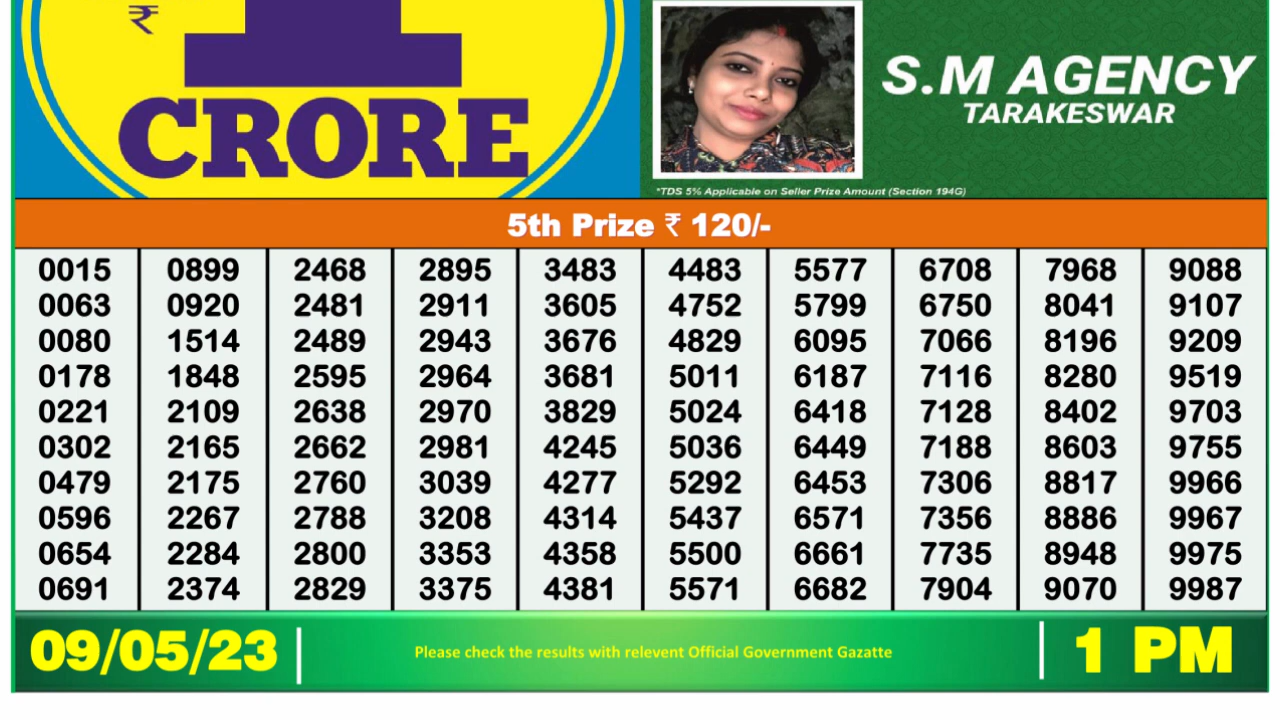 ₹
1
CRORE
S.M AGENCY
TARAKESWAR
*TDS 5% Applicable on Seller Prize Amount (Section 194G)
5th Prize ₹ 120/-
0015 0899 2468 2895 3483 4483 5577 6708 7968 9088
0063 0920 2481 2911 3605 4752 5799 6750 8041 9107
0080 1514 2489 2943 3676 4829 6095 7066 8196 9209
0178 1848 2595 2964 3681 5011 6187 7116 8280 9519
0221 2109 2638 2970 3829 5024 6418 7128 8402 9703
0302 2165 2662 2981 4245 5036 6449 7188 8603 9755
0479 2175 2760 3039 4277 5292 6453 7306 8817 9966
0596 2267 2788 3208 4314 5437 6571 7356 8886 9967
0654 2284 2800 3353 4358 5500 6661 7735 8948 9975
0691 2374 2829 3375 4381 5571 6682 7904 9070 9987
09/05/23
Please check the results with relevent Official Government Gazatte
1 PM